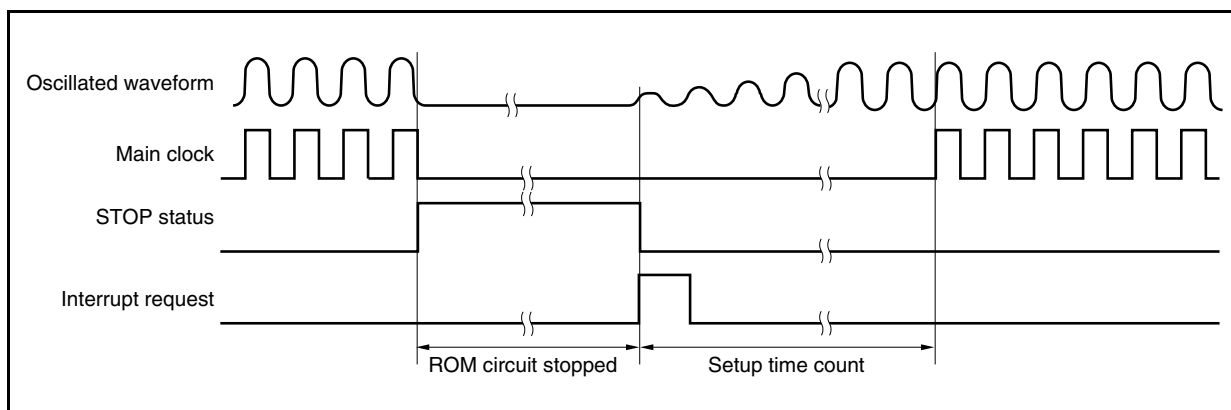 Oscillated waveform
Main clock
STOP status
Interrupt request
ROM circuit stopped
Setup time count